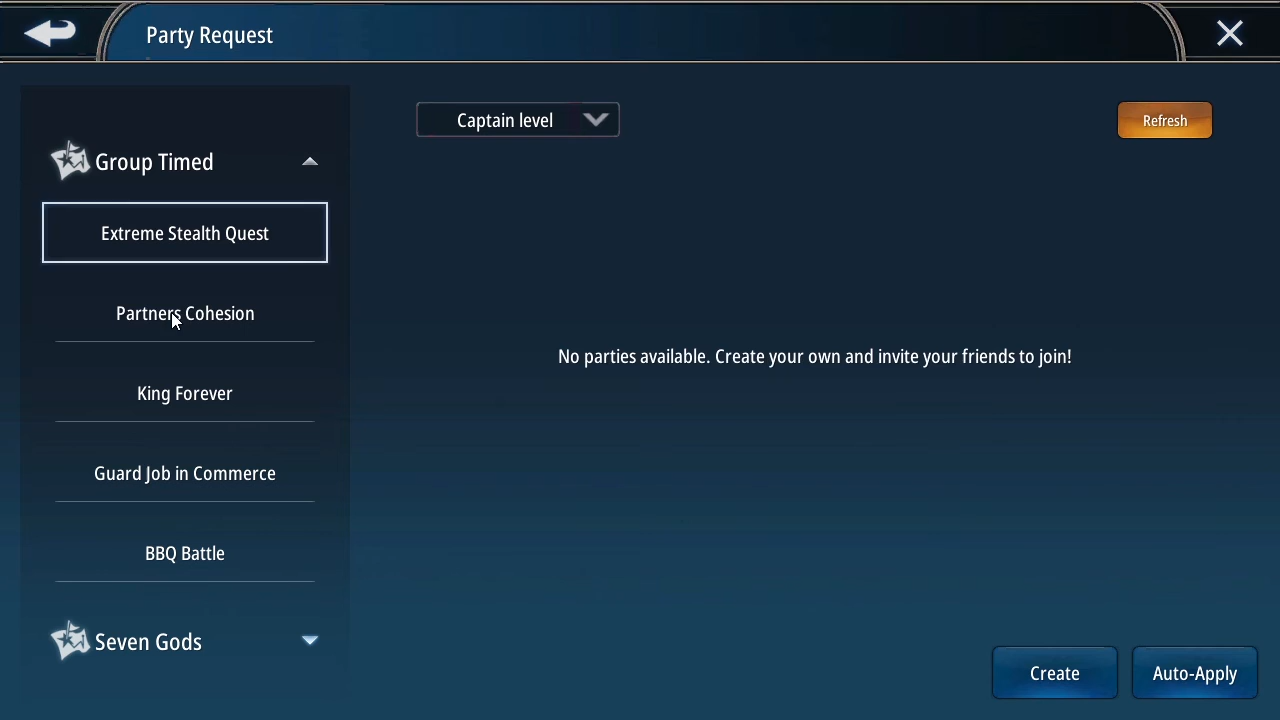 Party Request
Captain level
Refresh
Group Timed
Extreme Stealth Quest
Partners Cohesion
King Forever
Guard Job in Commerce
BBQ Battle
Seven Gods
No parties available. Create your own and invite your friends to join!
Create
Auto-Apply